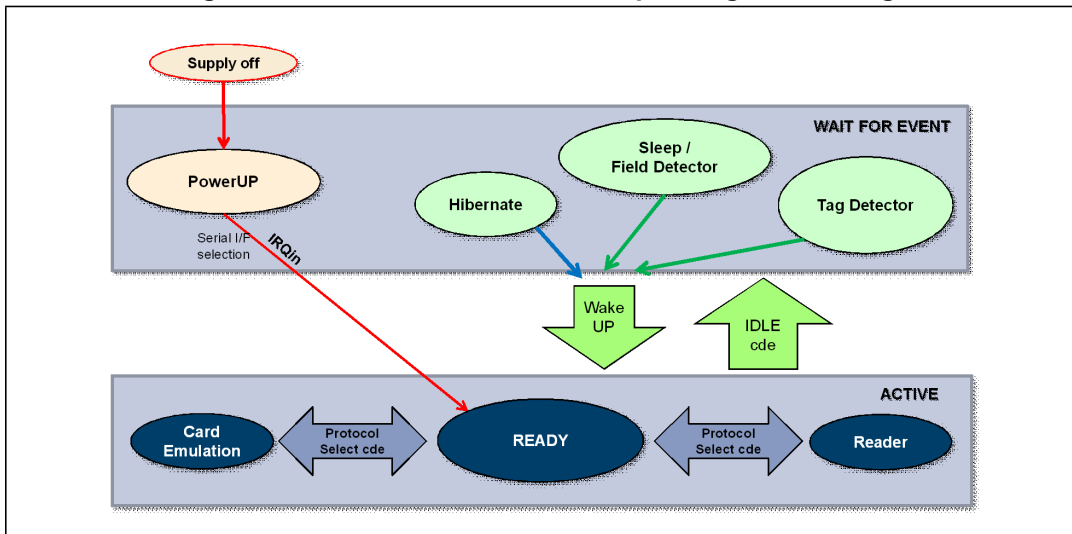 Supply off
WAIT FOR EVENT
PowerUP
Sleep /
Field Detector
Hibernate
Tag Detector
Serial I/F
selection
IRQin
Wake
UP
IDLE
cde
ACTIVE
Card
Emulation
Protocol
Select cde
READY
Protocol
Select cde
Reader